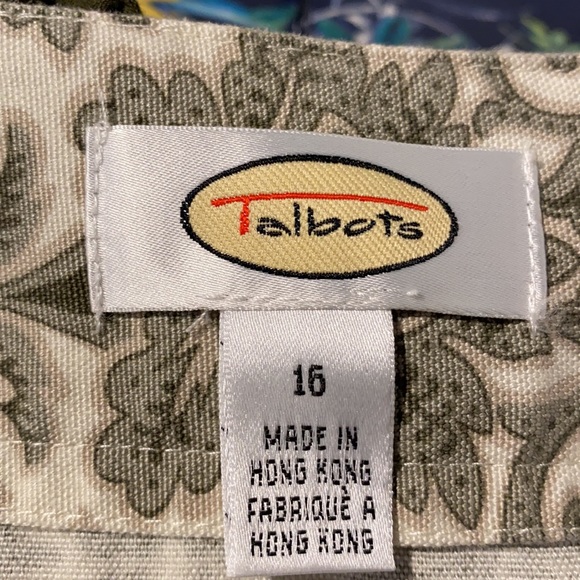 Talbots
16
MADE IN
HONG KONG
FABRIQUÈ A
HONG KONG